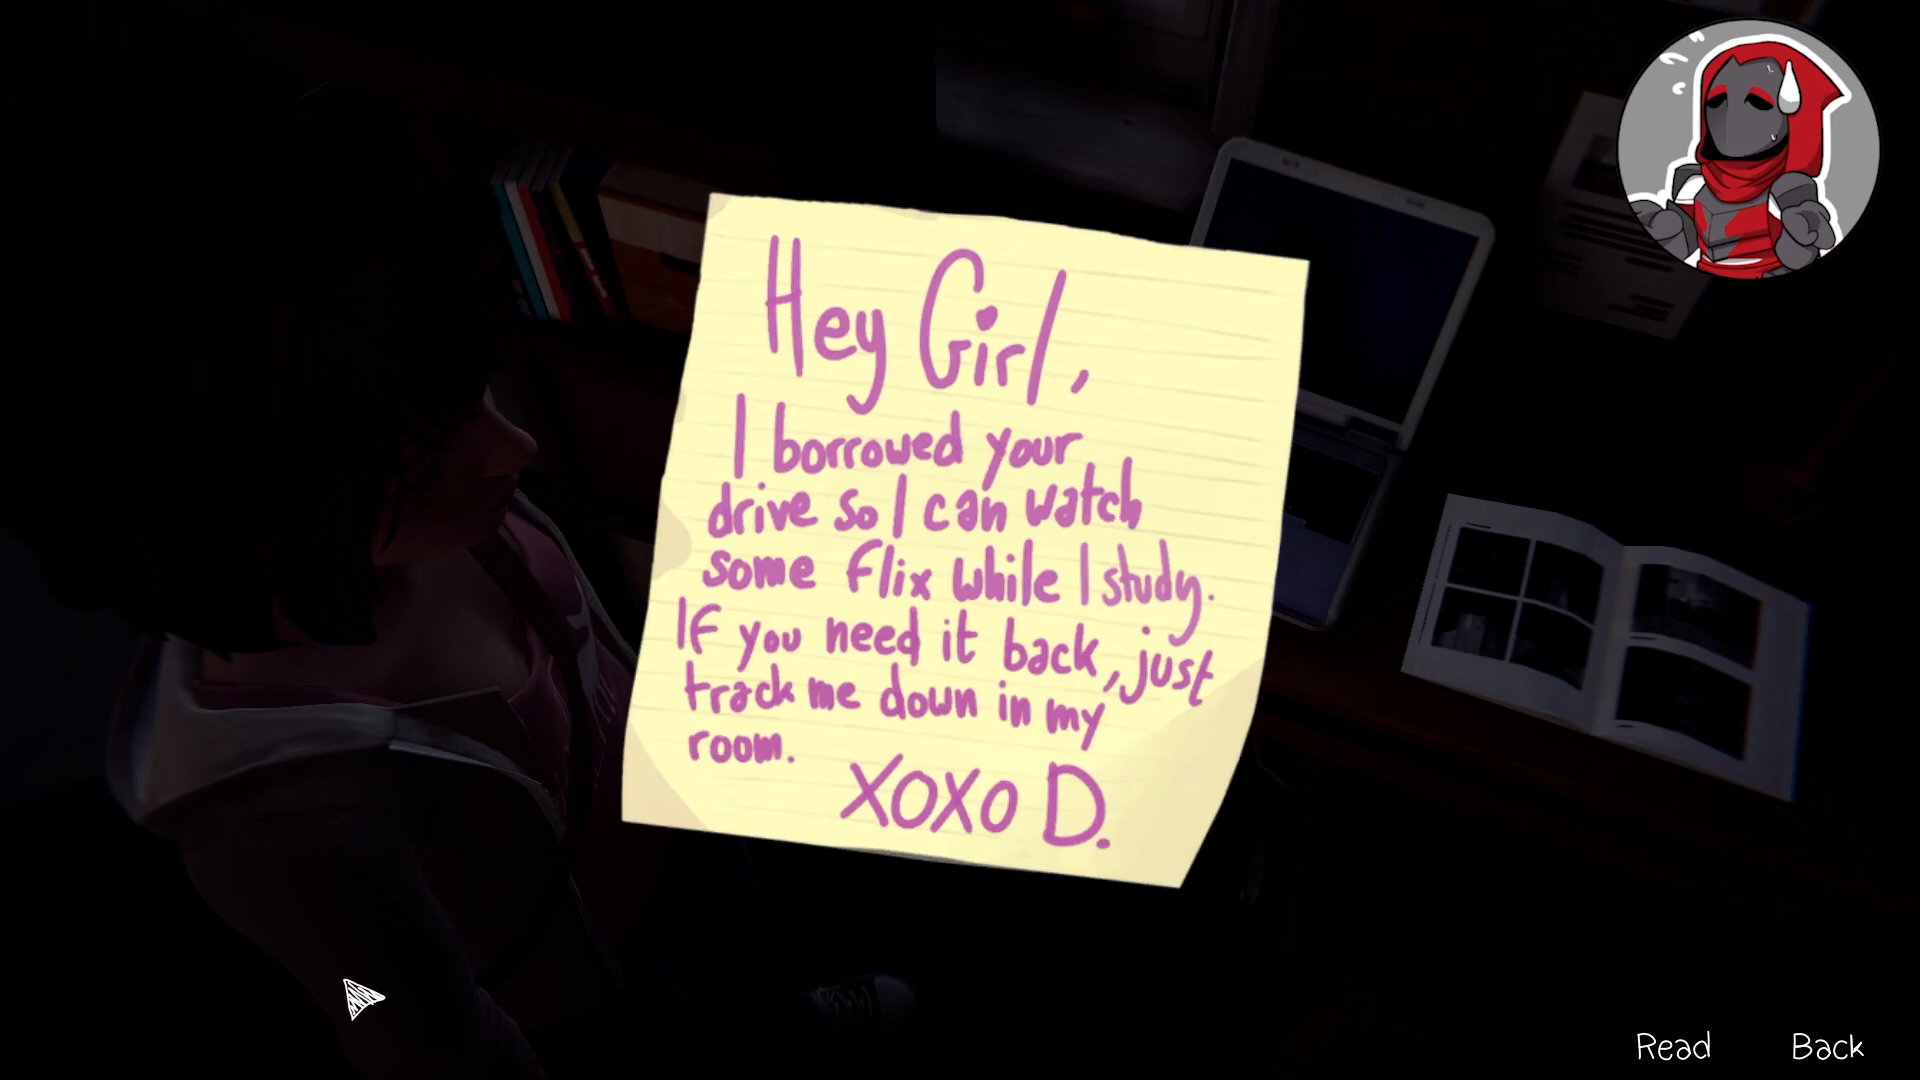 Hey Girl,
I borrowed your
drive so I can watch
some flix while I study.
If you need it back, just
track me down in my
room.
XOXO D.
Read Back